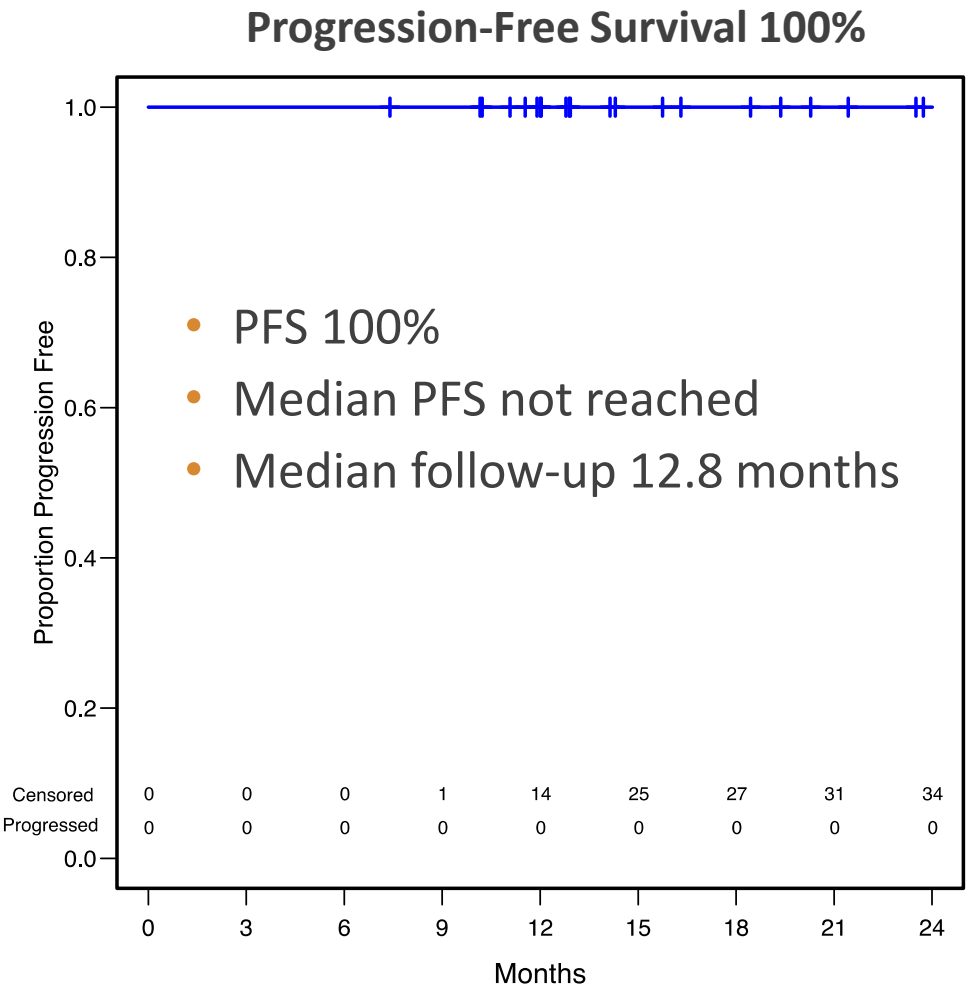 Progression-Free Survival 100%
1.0
0.8
0.6
0.4
0.2
0.0
Proportion Progression Free
• PFS 100%
• Median PFS not reached
• Median follow-up 12.8 months
Censored 0 0 0 1 14 25 27 31 34
Progressed 0 0 0 0 0 0 0 0 0
0 3 6 9 12 15 18 21 24
Months